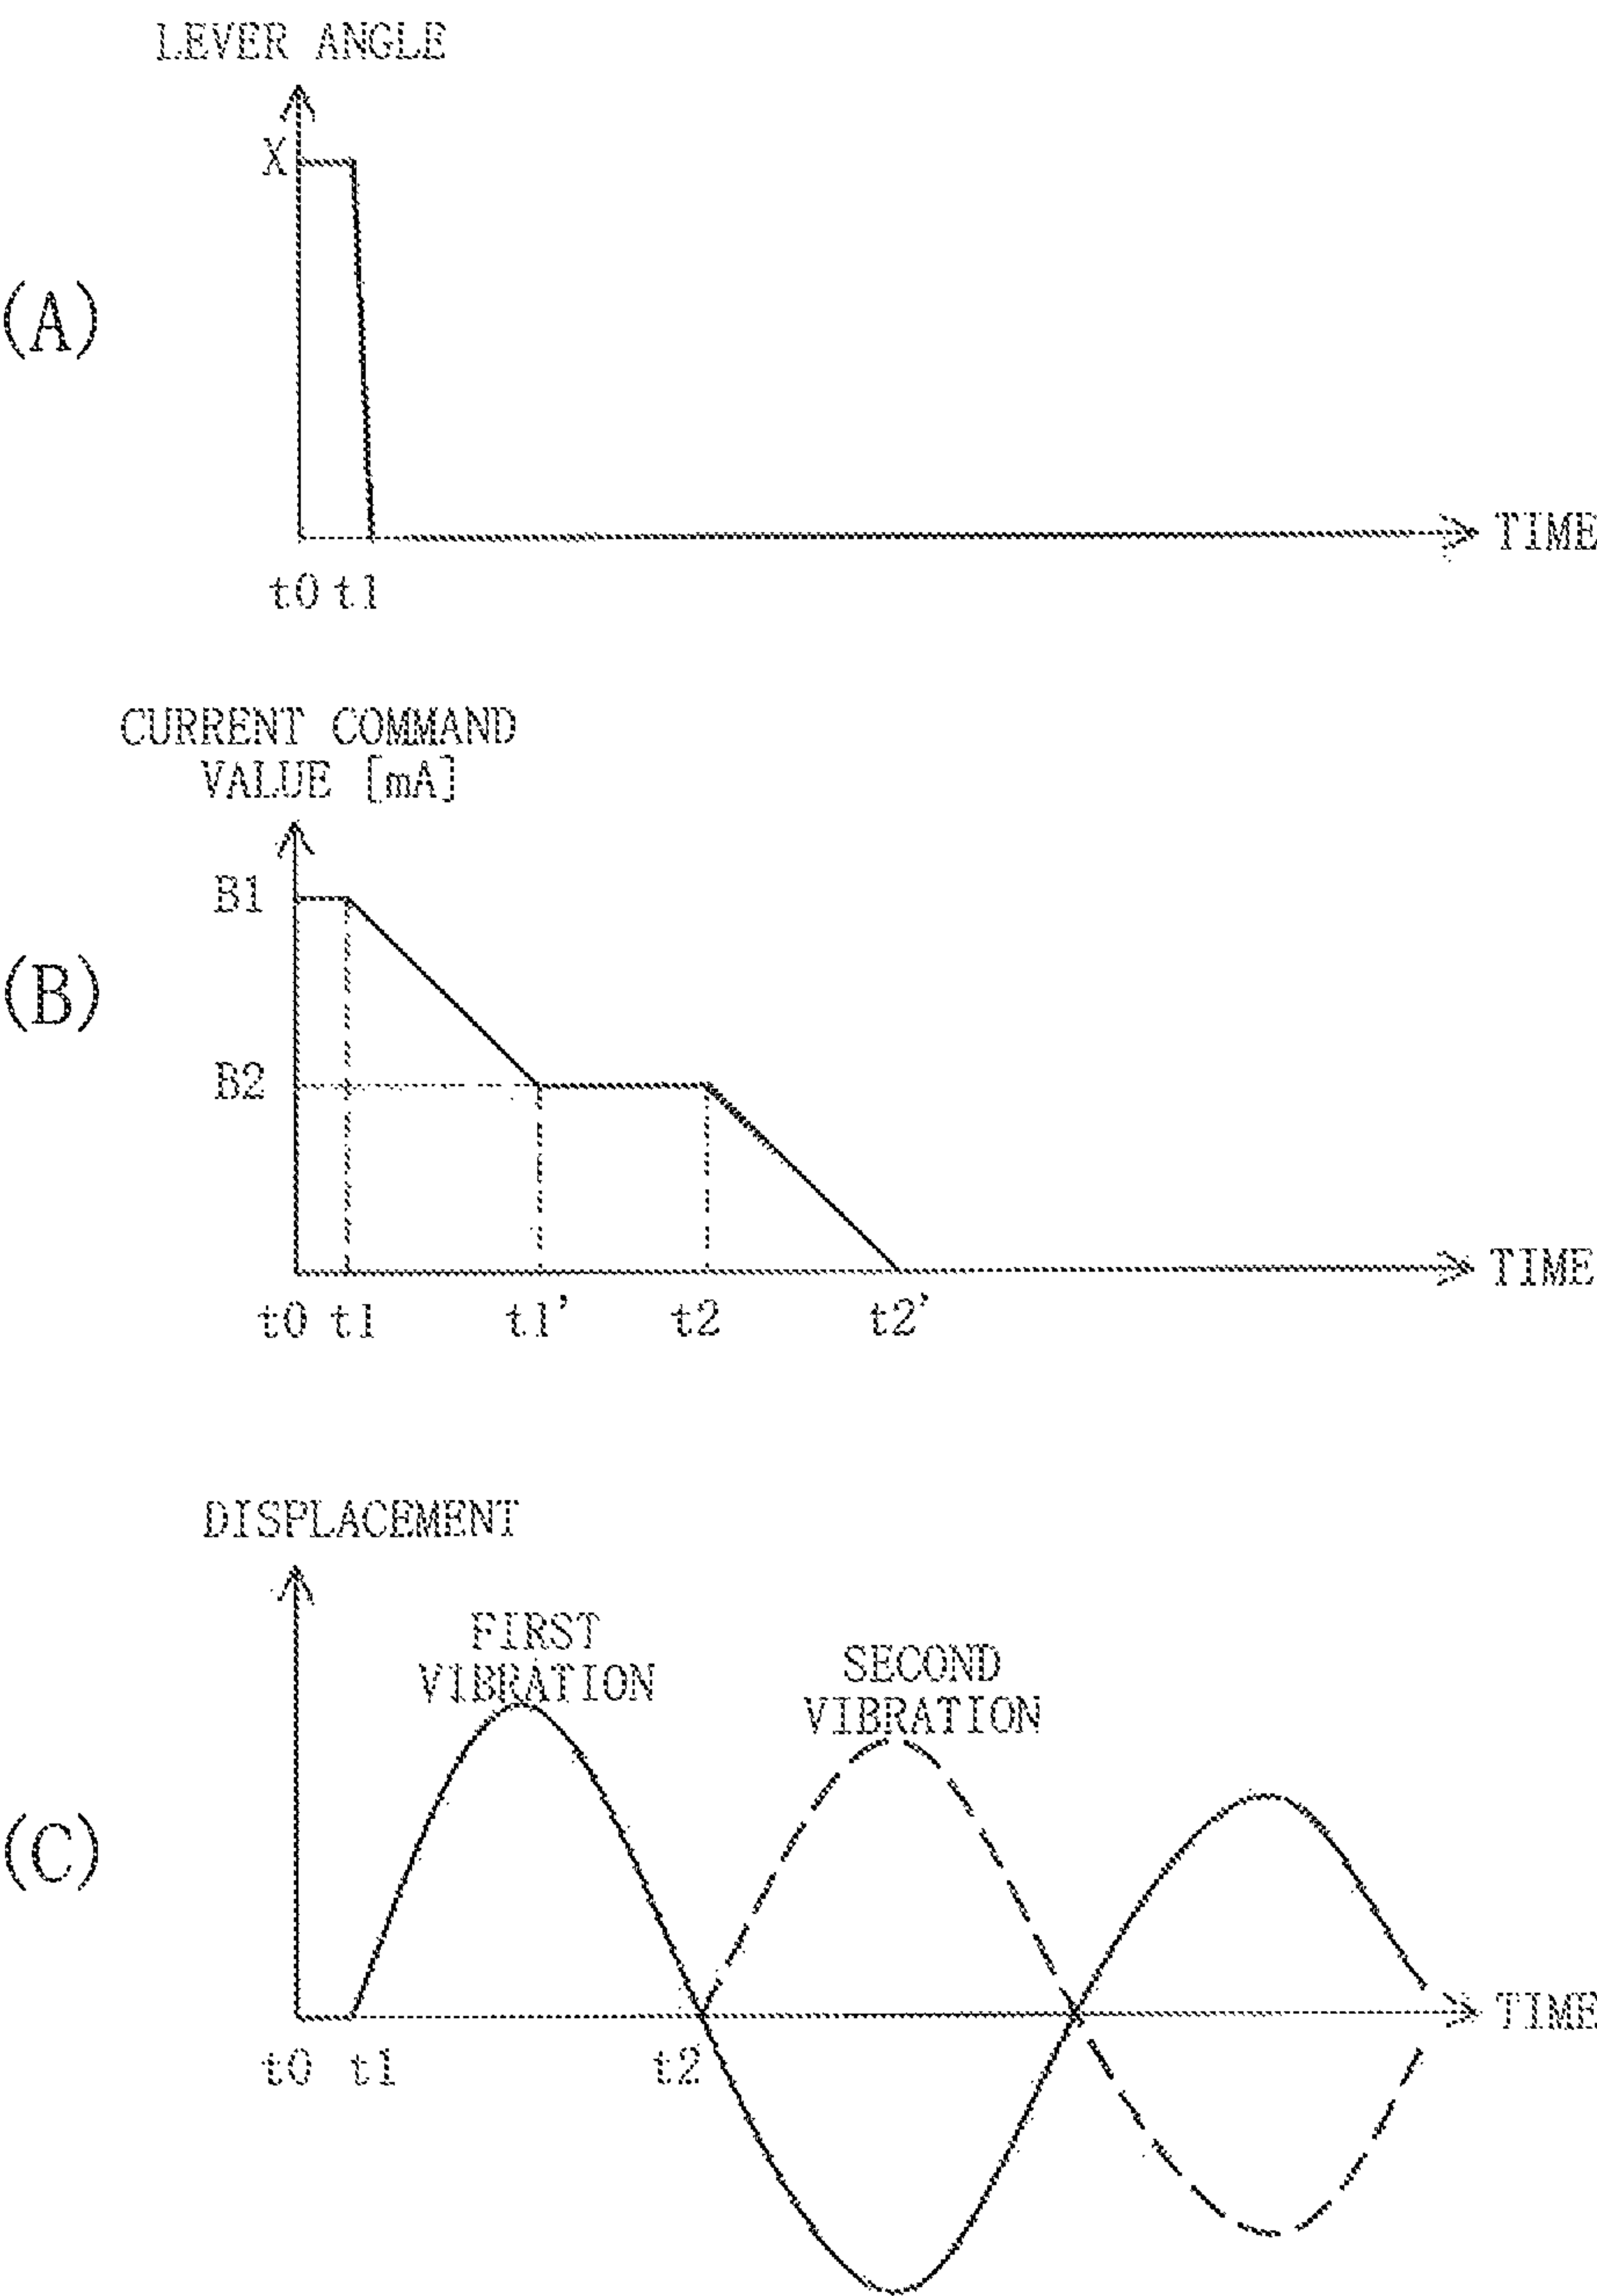 LEVER ANGLE
X
(A)
TIME
t0 t1
CURRENT COMMAND
VALUE [mA]
B1
(B)
B2
TIME
t0 t1 t1' t2 t2'
DISPLACEMENT
FIRST
VIBRATION
SECOND
VIBRATION
(C)
TIME
t0 t1 t2